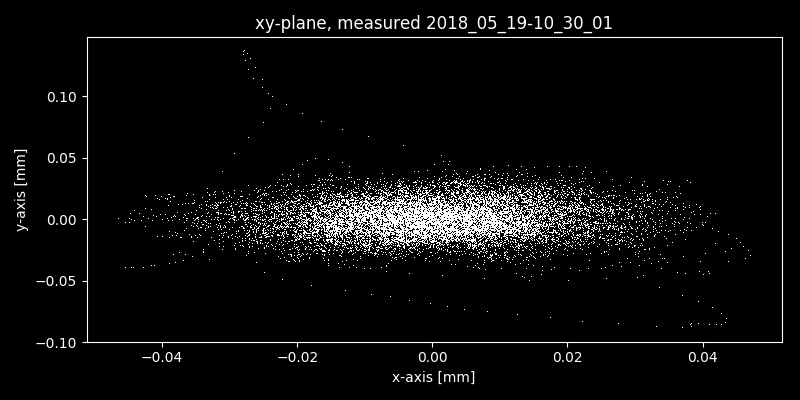 xy-plane, measured 2018_05_19-10_30_01
0.10
0.05
0.00
−0.05
−0.10
y-axis [mm]
−0.04 −0.02 0.00 0.02 0.04
x-axis [mm]